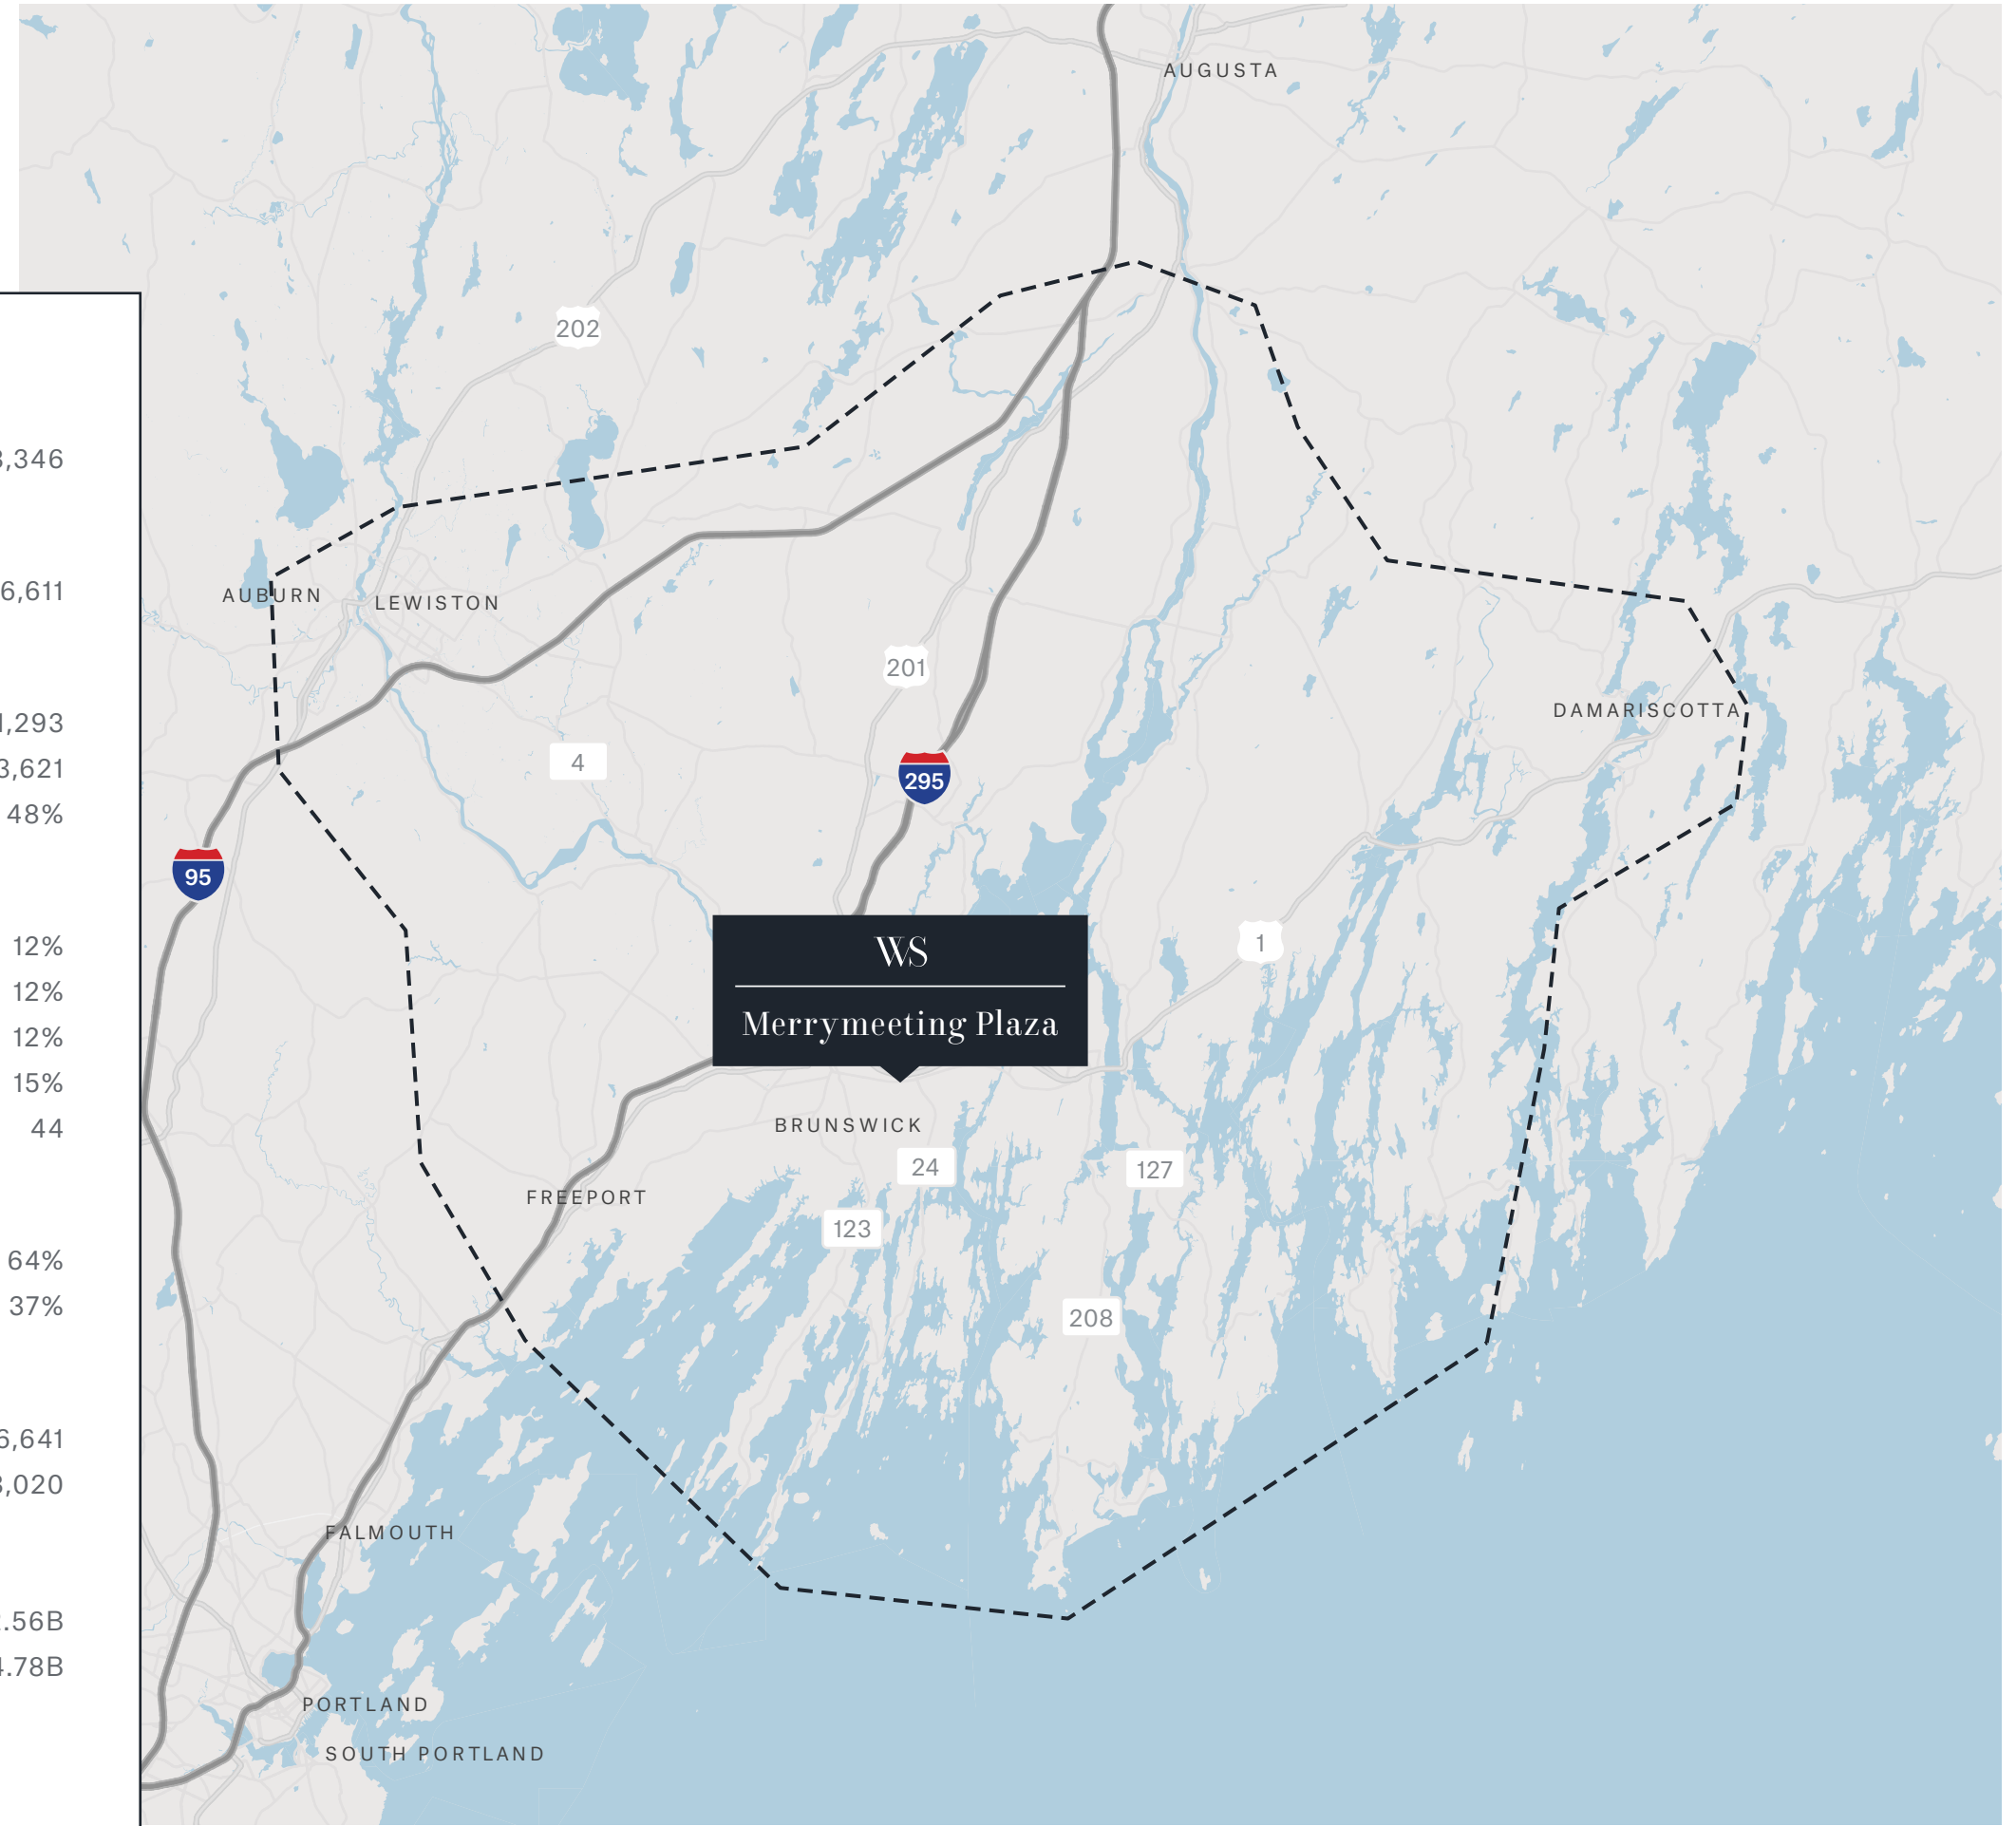 AUGUSTA
202
3,346
6,611
AUBURN
LEWISTON
201
1,293
DAMARISCOTTA
3,621
4
295
48%
95
12%
1
WS
12%
Merrymeeting Plaza
12%
15%
44
BRUNSWICK
24
127
FREEPORT
123
64%
37%
208
6,641
3,020
FALMOUTH
.56B
4.78B
PORTLAND
SOUTH PORTLAND